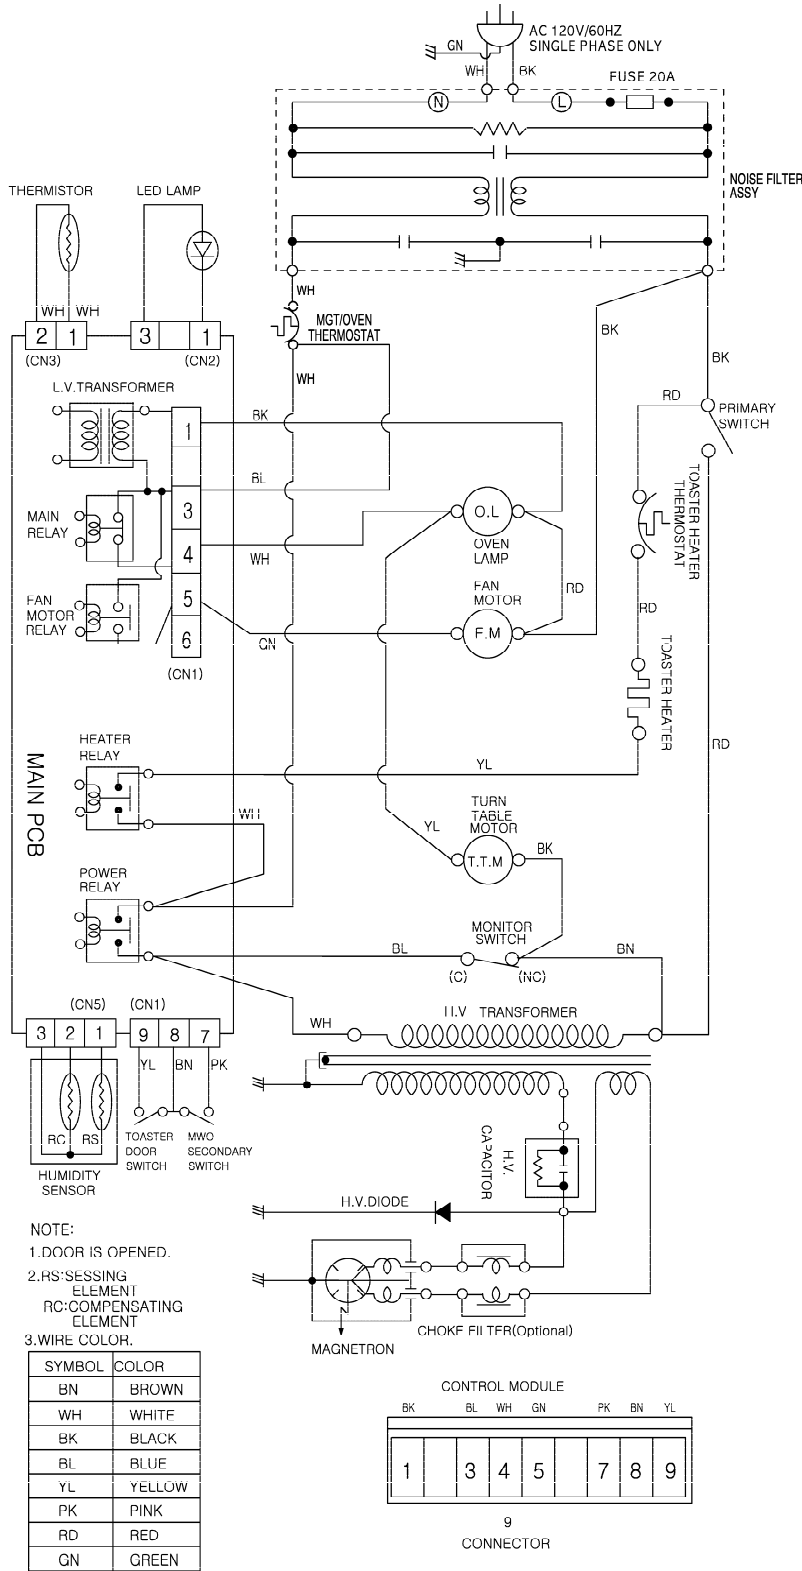 AC 120V/60HZ
SINGLE PHASE ONLY
GN
WH
BK
FUSE 20A
N
L
NOISE FILTER
ASSY
THERMISTOR
LED LAMP
WH
WH
WH
MGT/OVEN
THERMOSTAT
BK
2
1
3
1
(CN3)
(CN2)
WH
BK
L.V.TRANSFORMER
RD
PRIMARY
SWITCH
BK
1
BL
TOASTER HEATER
THERMOSTAT
MAIN
RELAY
3
O.L
OVEN
LAMP
4
WH
FAN
MOTOR
RELAY
5
FAN
MOTOR
RD
RD
F.M
6
GN
(CN1)
TOASTER HEATER
HEATER
RELAY
RD
YL
MAIN PCB
WH
TURN
TABLE
MOTOR
YL
BK
T.T.M
POWER
RELAY
MONITOR
SWITCH
BL
BN
(C)
(NC)
(CN5)
(CN1)
H.V TRANSFORMER
WH
3
2
1
9
8
7
YL
BN
PK
RC
RS
TOASTER
DOOR
SWITCH
MWO
SECONDARY
SWITCH
H.V.
CAPACITOR
HUMIDITY
SENSOR
H.V.DIODE
NOTE:
1.DOOR IS OPENED.
2.RS:SESSING
ELEMENT
RC:COMPENSATING
ELEMENT
3.WIRE COLOR.
MAGNETRON
CHOKE FILTER(Optional)
SYMBOL COLOR
BN BROWN
WH WHITE
BK BLACK
BL BLUE
YL YELLOW
PK PINK
RD RED
GN GREEN
CONTROL MODULE
BK BL WH GN PK BN YL
1 3 4 5 7 8 9
9
CONNECTOR